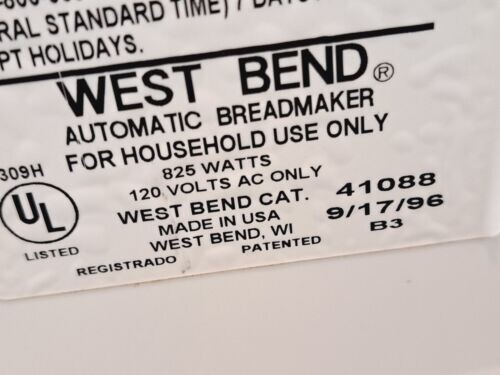 RAL STANDARD TIME) /
PT HOLIDAYS.
WEST BEND®
AUTOMATIC BREADMAKER
FOR HOUSEHOLD USE ONLY
309H
825 WATTS
120 VOLTS AC ONLY
UL
WEST BEND CAT. 41088
MADE IN USA 9/17/96
LISTED
WEST BEND, WI B3
REGISTRADO PATENTED